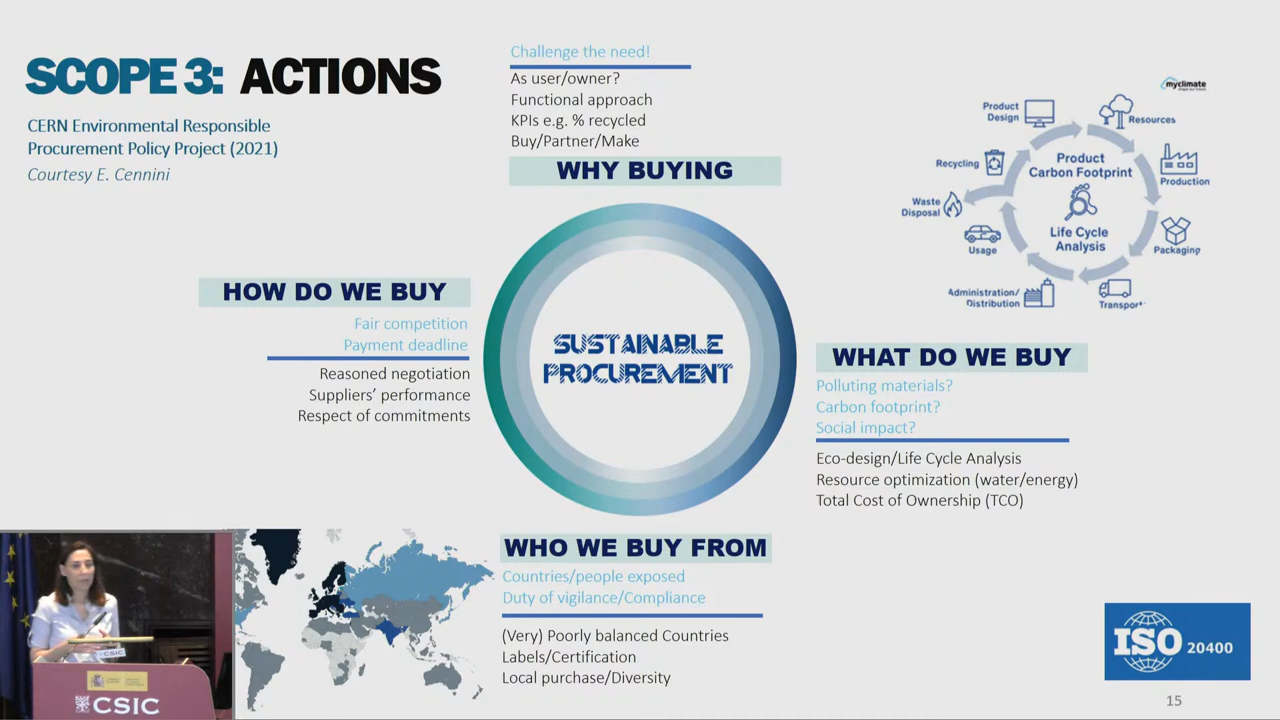 SCOPE 3: ACTIONS
CERN Environmental Responsible
Procurement Policy Project (2021)
Courtesy E. Cennini
Challenge the need!
As user/owner?
Functional approach
KPIs e.g. % recycled
Buy/Partner/Make
WHY BUYING
myclimate
Product
Design
Resources
Recycling
Product
Carbon Footprint
Production
Waste
Disposal
Life Cycle
Analysis
Usage
Packaging
Administration/
Distribution
Transport
HOW DO WE BUY
Fair competition
Payment deadline
Reasoned negotiation
Suppliers' performance
Respect of commitments
SUSTAINABLE
PROCUREMENT
WHAT DO WE BUY
Polluting materials?
Carbon footprint?
Social impact?
Eco-design/Life Cycle Analysis
Resource optimization (water/energy)
Total Cost of Ownership (TCO)
WHO WE BUY FROM
Countries/people exposed
Duty of vigilance/Compliance
(Very) Poorly balanced Countries
Labels/Certification
Local purchase/Diversity
ISO 20400
CSIC
CSIC
15